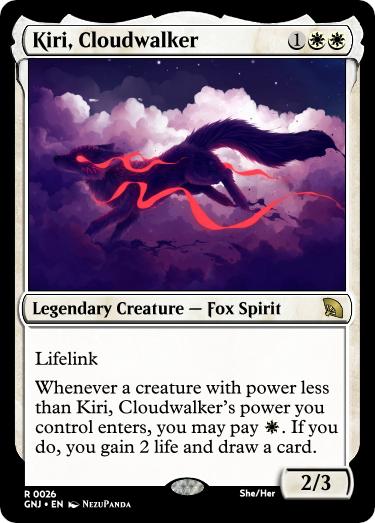 Kiri, Cloudwalker 1
Legendary Creature — Fox Spirit
Lifelink
Whenever a creature with power less
than Kiri, Cloudwalker's power you
control enters, you may pay . If you
do, you gain 2 life and draw a card.
R 0026
She/Her
2/3
GNJ • EN NezuPanda